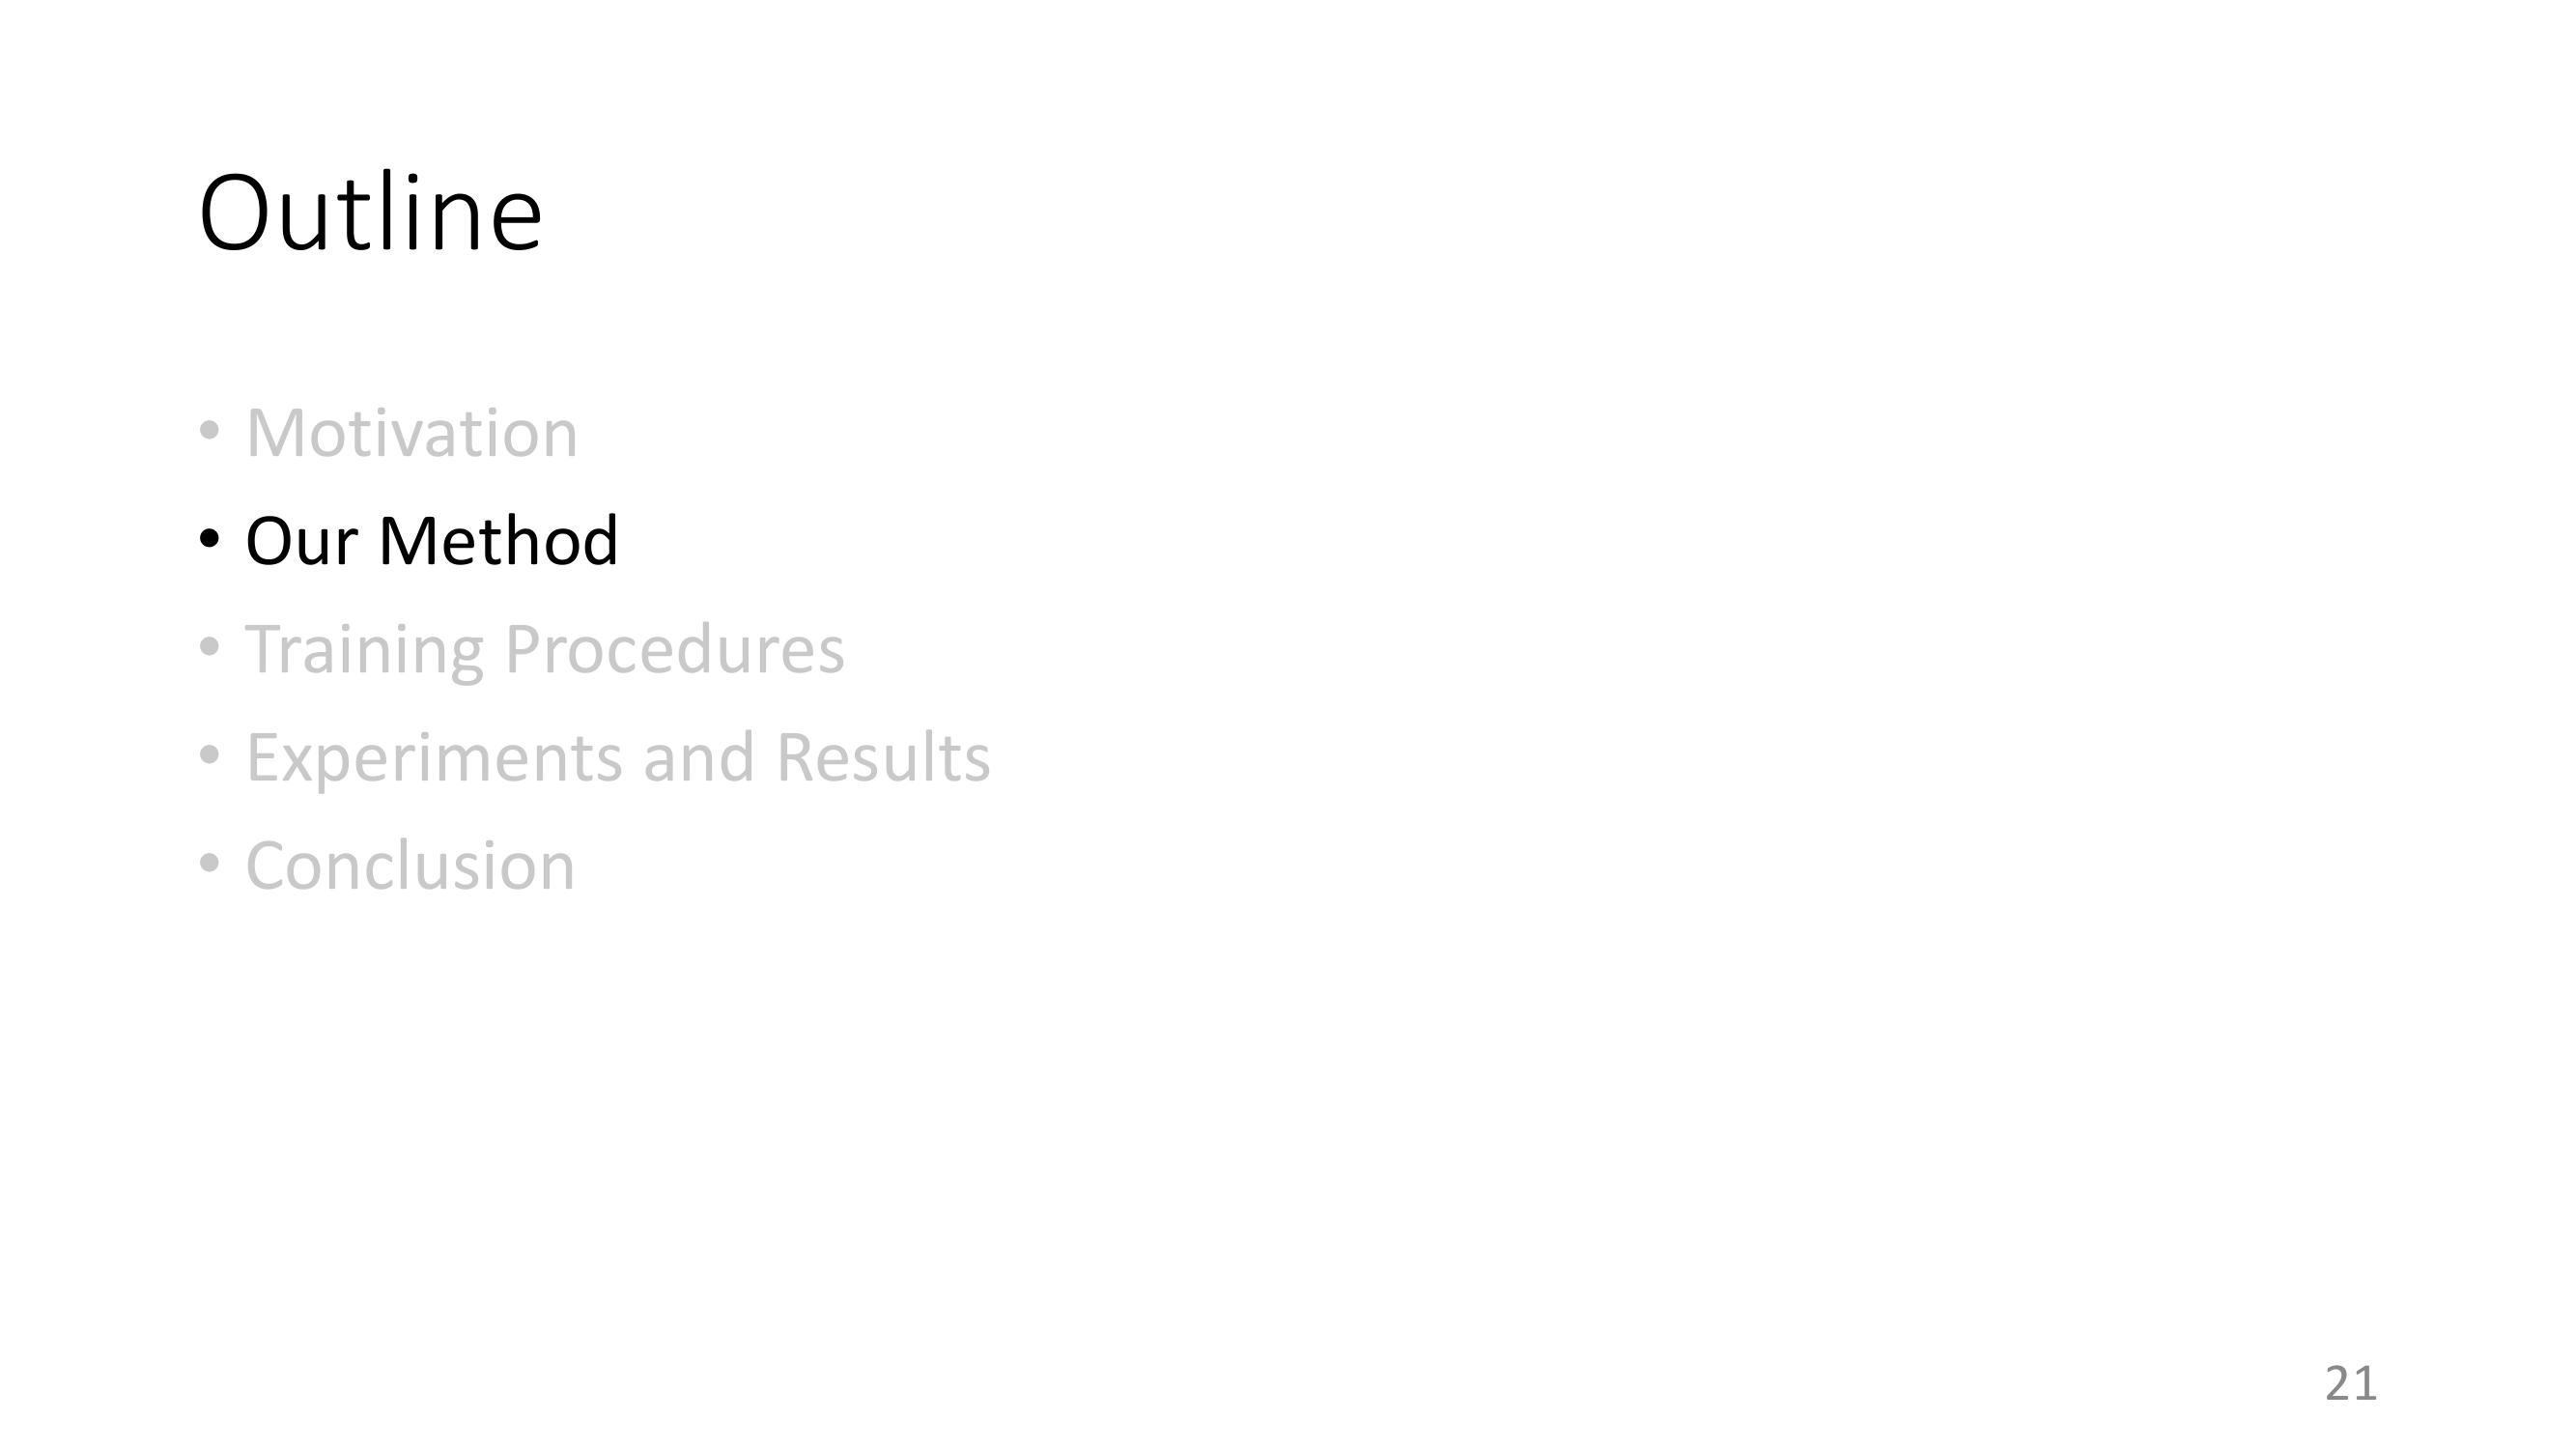 Outline
• Motivation
• Our Method
• Training Procedures
• Experiments and Results
• Conclusion
21